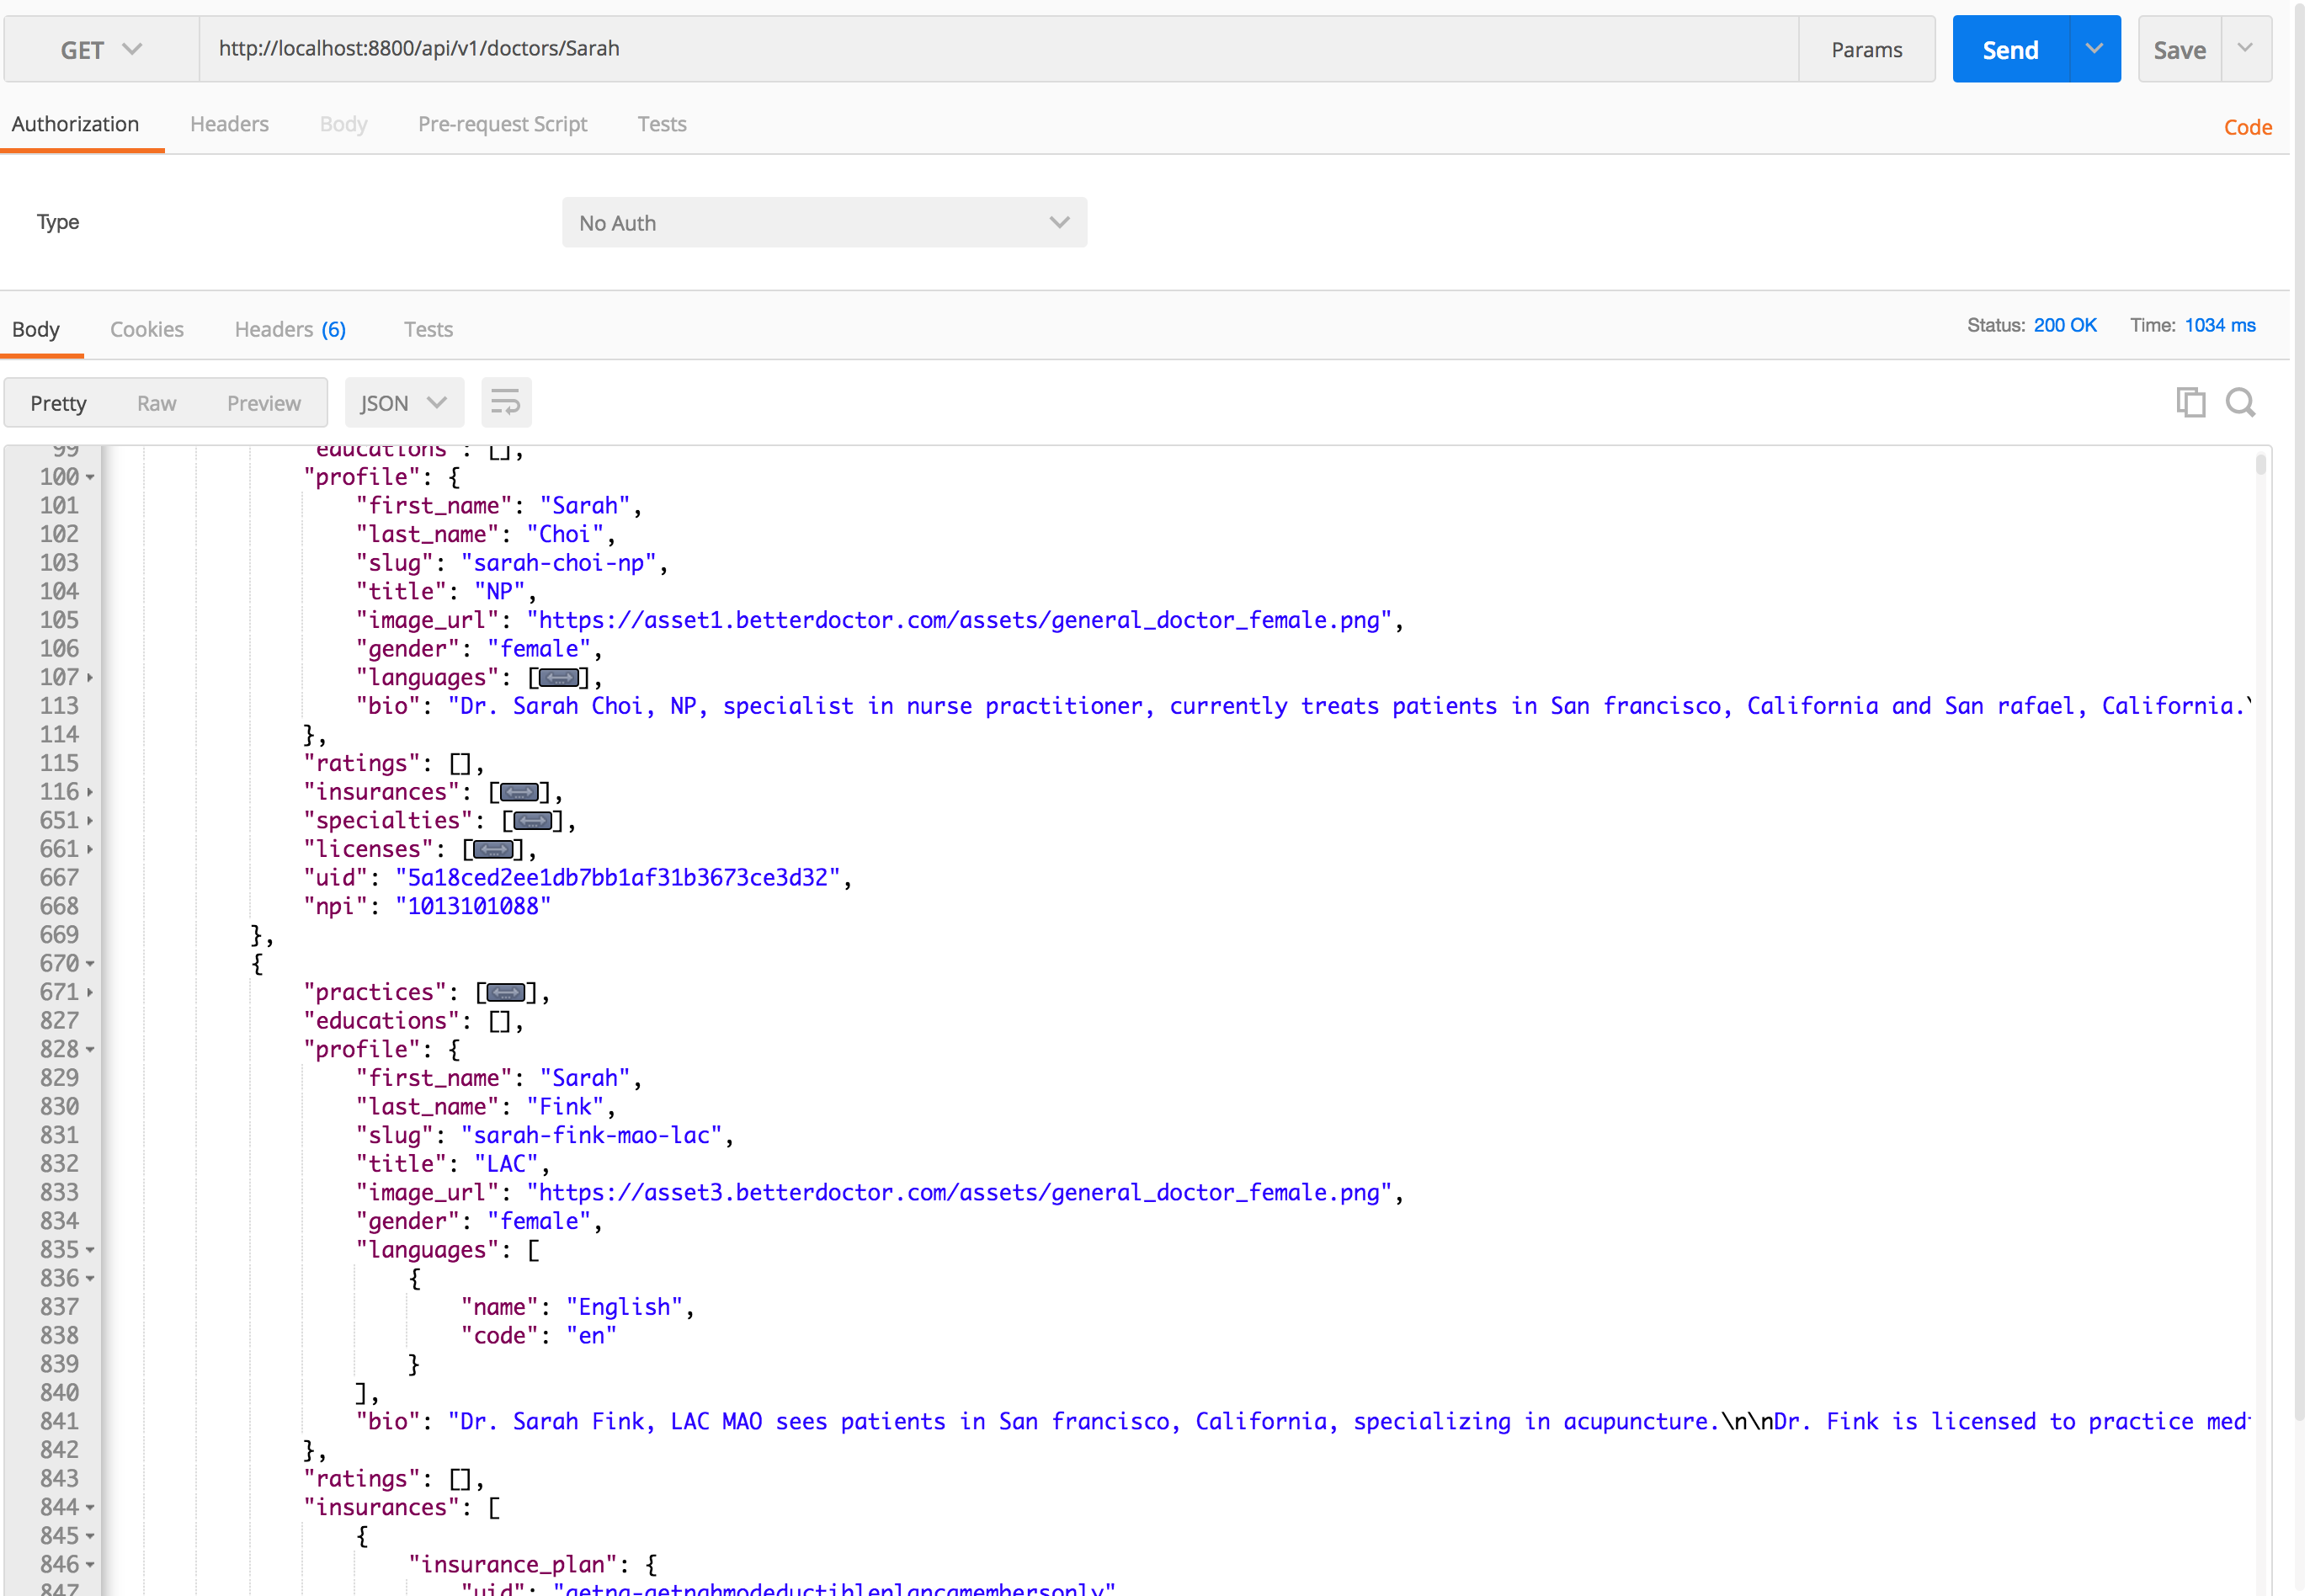 GET http://localhost:8800/api/v1/doctors/Sarah Params Send Save
Authorization Headers Body Pre-request Script Tests Code
Type No Auth
Body Cookies Headers (6) Tests Status: 200 OK Time: 1034 ms
Pretty Raw Preview JSON
99 educations": [],
100 "profile": {
101 "first_name": "Sarah",
102 "last_name": "Choi",
103 "slug": "sarah-choi-np",
104 "title": "NP",
105 "image_url": "https://asset1.betterdoctor.com/assets/general_doctor_female.png",
106 "gender": "female",
107 "languages": [],
113 "bio": "Dr. Sarah Choi, NP, specialist in nurse practitioner, currently treats patients in San francisco, California and San rafael, California.\
114 },
115 "ratings": [],
116 "insurances": [],
651 "specialties": [],
661 "licenses": [],
667 "uid": "5a18ced2ee1db7bb1af31b3673ce3d32",
668 "npi": "1013101088"
669 },
670 {
671 "practices": [],
827 "educations": [],
828 "profile": {
829 "first_name": "Sarah",
830 "last_name": "Fink",
831 "slug": "sarah-fink-mao-lac",
832 "title": "LAC",
833 "image_url": "https://asset3.betterdoctor.com/assets/general_doctor_female.png",
834 "gender": "female",
835 "languages": [
836 {
837 "name": "English",
838 "code": "en"
839 }
840 ],
841 "bio": "Dr. Sarah Fink, LAC MAO sees patients in San francisco, California, specializing in acupuncture.\n\nDr. Fink is licensed to practice med
842 },
843 "ratings": [],
844 "insurances": [
845 {
846 "insurance_plan": {
847 "uid": "aetna-aetnahmodeductibleplancamembersonly"